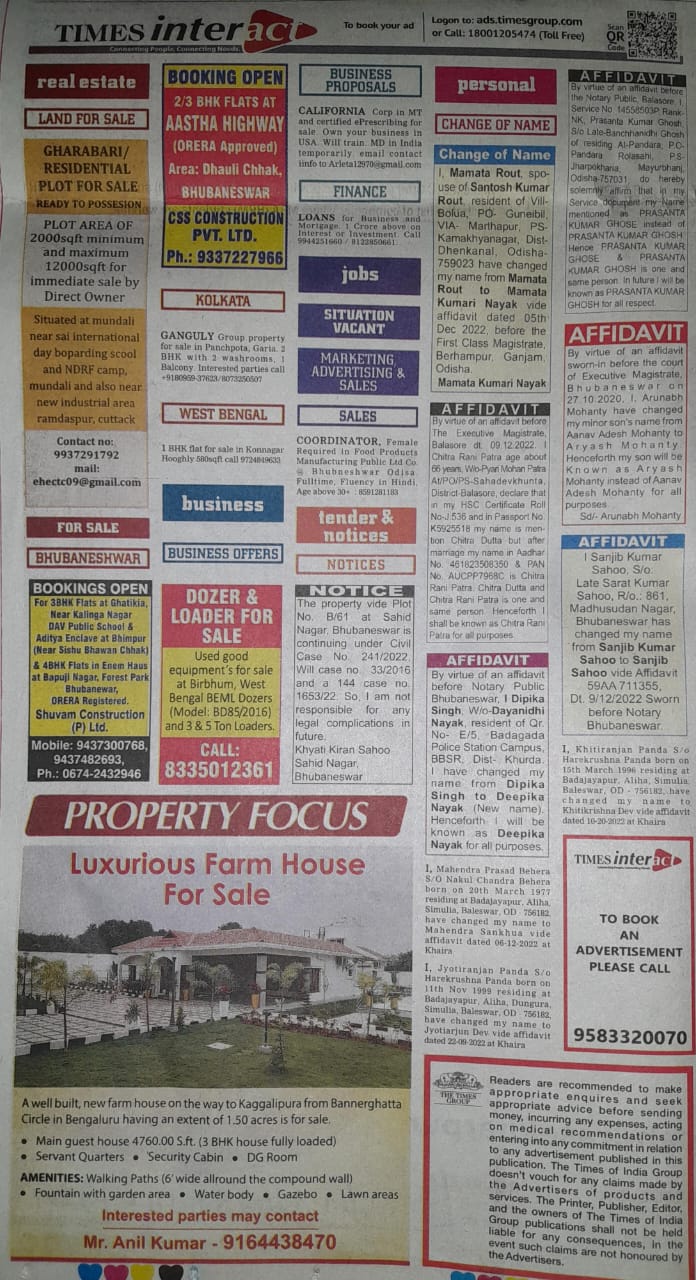 TIMES interact
Connecting People, Connecting Needs.
To book your ad
Logon to: ads.timesgroup.com
or Call: 18001205474 (Toll Free)
Scan
QR
Code
real estate
LAND FOR SALE
GHARABARI/
RESIDENTIAL
PLOT FOR SALE
READY TO POSSESION
PLOT AREA OF
2000sqft minimum
and maximum
12000sqft for
immediate sale by
Direct Owner
Situated at mundali
near sai international
day boparding scool
and NDRF camp,
mundali and also near
new industrial area
ramdaspur, cuttack
Contact no:
9937291792
mail:
ehectc09@gmail.com
FOR SALE
BHUBANESHWAR
BOOKINGS OPEN
For 3BHK Flats at Ghatikia,
Near Kalinga Nagar
DAV Public School &
Aditya Enclave at Bhimpur
(Near Sishu Bhawan Chhak)
& 4BHK Flats in Enem Haus
at Bapuji Nagar, Forest Park
Bhubanewar,
ORERA Registered.
Shuvam Construction
(P) Ltd.
Mobile: 9437300768,
9437482693,
Ph.: 0674-2432946
BOOKING OPEN
2/3 BHK FLATS AT
AASTHA HIGHWAY
(ORERA Approved)
Area: Dhauli Chhak,
BHUBANESWAR
CSS CONSTRUCTION
PVT. LTD.
Ph.: 9337227966
KOLKATA
GANGULY Group property
for sale in Panchpota, Garia. 2
BHK with 2 washrooms, 1
Balcony. Interested parties call
+9180959-37623/8073250507
WEST BENGAL
1 BHK flat for sale in Konnagar
Hooghly 580sqft call 9724849633
business
BUSINESS OFFERS
DOZER &
LOADER FOR
SALE
Used good
equipment's for sale
at Birbhum, West
Bengal BEML Dozers
(Model: BD85/2016)
and 3 & 5 Ton Loaders.
CALL:
8335012361
BUSINESS
PROPOSALS
CALIFORNIA Corp in MT
and certified ePrescribing for
sale. Own your business in
USA. Will train. MD in India
temporarily. email contact
info to Arleta12970@gmail.com
FINANCE
LOANS for Business and
Mortgage. 1 Crore above on
Interest or Investment. Call
9944251660 / 8122850661.
jobs
SITUATION
VACANT
MARKETING,
ADVERTISING &
SALES
SALES
COORDINATOR, Female
Required in Food Products
Manufacturing Public Ltd Co.
@ Bhubneshwar Odisa
Fulltime, Fluency in Hindi.
Age above 30+ : 8591281183
tender &
notices
NOTICES
NOTICE
The property vide Plot
No. B/61 at Sahid
Nagar, Bhubaneswar is
continuing under Civil
Case No. 241/2022,
Will case no. 33/2016
and a 144 case no.
1653/22. So, I am not
responsible for any
legal complications in
future.
Khyati Kiran Sahoo
Sahid Nagar,
Bhubaneswar
personal
CHANGE OF NAME
Change of Name
I, Mamata Rout, spo-
use of Santosh Kumar
Rout, resident of Vill-
Bolua, PO- Guneibil,
VIA- Marthapur, PS-
Kamakhyanagar, Dist-
Dhenkanal, Odisha-
759023 have changed
my name from Mamata
Rout to Mamata
Kumari Nayak vide
affidavit dated 05th
Dec 2022, before the
First Class Magistrate,
Berhampur, Ganjam,
Odisha.
Mamata Kumari Nayak
AFFIDAVIT
By virtue of an affidavit before
The Executive Magistrate,
Balasore dt. 09.12.2022. I
Chitra Rani Patra age about
66 years, W/o-Pyari Mohan Patra
At/PO/PS-Sahadevkhunta,
District-Balasore, declare that
in my HSC Certificate Roll
No-J 536 and in Passport No.
K5925518 my name is men-
tion Chitra Dutta but after
marriage my name in Aadhar
No. 461823508350 & PAN
No. AUCPP7968C is Chitra
Rani Patra. Chitra Dutta and
Chitra Rani Patra is one and
same person. Henceforth I
shall be known as Chitra Rani
Patra for all purposes.
AFFIDAVIT
By virtue of an affidavit
before Notary Public
Bhubaneswar, I Dipika
Singh, W/o-Dayanidhi
Nayak, resident of Qr.
No- E/5, Badagada
Police Station Campus,
BBSR, Dist- Khurda.
I have changed my
name from Dipika
Singh to Deepika
Nayak (New name).
Henceforth I will be
known as Deepika
Nayak for all purposes.
I, Mahendra Prasad Behera
S/O Nakul Chandra Behera
born on 20th March 1977
residing at Badajayapur, Aliha,
Simulia, Baleswar, OD - 756182,
have changed my name to
Mahendra Sankhua vide
affidavit dated 06-12-2022 at
Khaira
I, Jyotiranjan Panda S/o
Harekrushna Panda born on
11th Nov 1999 residing at
Badajayapur, Aliha, Dungura,
Simulia, Baleswar, OD - 756182,
have changed my name to
Jyotiarjun Dev vide affidavit
dated 22-09-2022 at Khaira
AFFIDAVIT
By virtue of an affidavit before
the Notary Public, Balasore, I,
Service No 14558503P Rank-
NK, Prasanta Kumar Ghosh,
S/o Late-Banchhanidhi Ghosh
of residing At-Pandara, P.O-
Pandara Rolasahi, P.S-
Jharpokharia, Mayurbhanj,
Odisha-757031 do hereby
solemnly affirm that in my
Service document my Name
mentioned as PRASANTA
KUMAR GHOSE instead of
PRASANTA KUMAR GHOSH.
Hence PRASANTA KUMAR
GHOSE & PRASANTA
KUMAR GHOSH is one and
same person. In future I will be
known as PRASANTA KUMAR
GHOSH for all respect.
AFFIDAVIT
By virtue of an affidavit
sworn-in before the court
of Executive Magistrate,
Bhubaneswar on
27.10.2020, I, Arunabh
Mohanty have changed
my minor son's name from
Aanav Adesh Mohanty to
Aryash Mohanty.
Henceforth my son will be
Known as Aryash
Mohanty instead of Aanav
Adesh Mohanty for all
purposes.
Sd/- Arunabh Mohanty
AFFIDAVIT
I Sanjib Kumar
Sahoo, S/o.
Late Sarat Kumar
Sahoo, R/o.: 861,
Madhusudan Nagar,
Bhubaneswar has
changed my name
from Sanjib Kumar
Sahoo to Sanjib
Sahoo vide Affidavit
59AA 711355,
Dt. 9/12/2022 Sworn
before Notary
Bhubaneswar.
I, Khitiranjan Panda S/O
Harekrushna Panda born on
15th March 1996 residing at
Badajayapur, Aliha, Simulia,
Baleswar, OD - 756182, have
changed my name to
Khitikrishna Dev vide affidavit
dated 10-20-2022 at Khaira
TIMES interact
Connecting People, Connecting Needs.
TO BOOK
AN
ADVERTISEMENT
PLEASE CALL
9583320070
PROPERTY FOCUS
Luxurious Farm House
For Sale
A well built, new farm house on the way to Kaggalipura from Bannerghatta
Circle in Bengaluru having an extent of 1.50 acres is for sale.
• Main guest house 4760.00 S.ft. (3 BHK house fully loaded)
• Servant Quarters • Security Cabin • DG Room
AMENITIES: Walking Paths (6' wide allround the compound wall)
• Fountain with garden area • Water body • Gazebo • Lawn areas
Interested parties may contact
Mr. Anil Kumar - 9164438470
THE TIMES
GROUP
Readers are recommended to make
appropriate enquires and seek
appropriate advice before sending
money, incurring any expenses, acting
on medical recommendations or
entering into any commitment in relation
to any advertisement published in this
publication. The Times of India Group
doesn't vouch for any claims made by
the Advertisers of products and
services. The Printer, Publisher, Editor,
and the owners of The Times of India
Group publications shall not be held
liable for any consequences, in the
event such claims are not honoured by
the Advertisers.